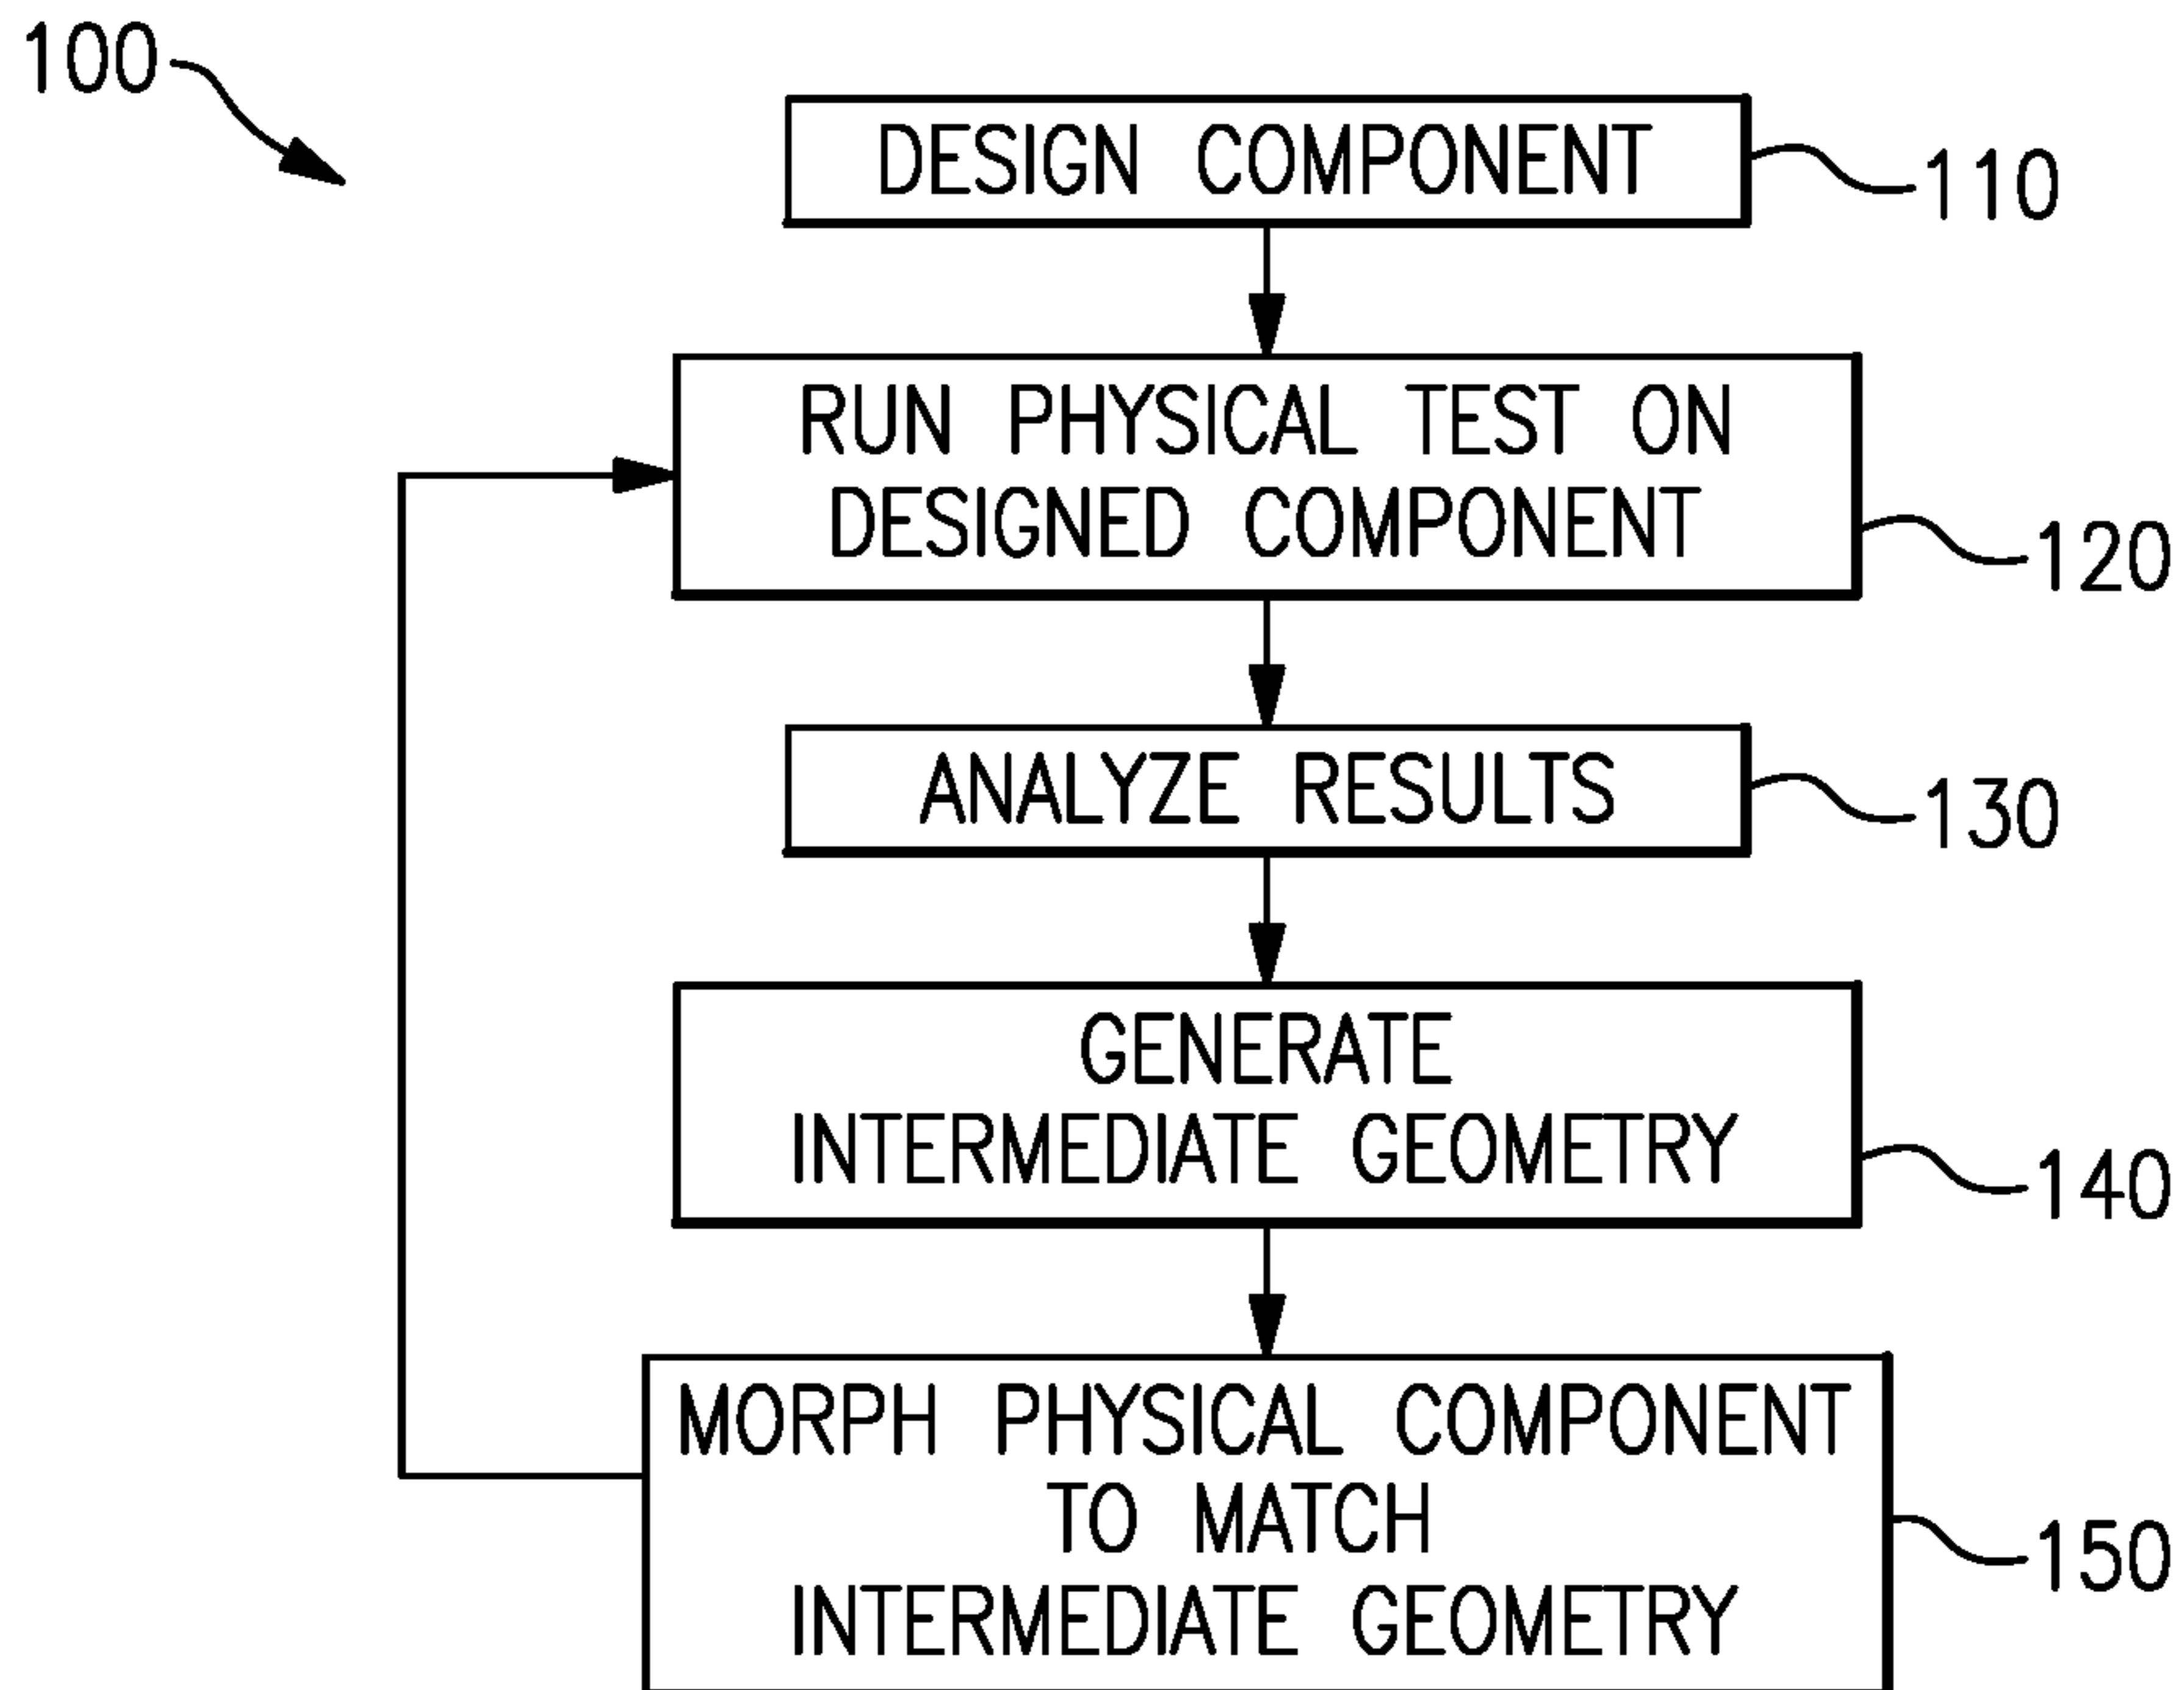 100
DESIGN COMPONENT
110
RUN PHYSICAL TEST ON
DESIGNED COMPONENT
120
ANALYZE RESULTS
130
GENERATE
INTERMEDIATE GEOMETRY
140
MORPH PHYSICAL COMPONENT
TO MATCH
INTERMEDIATE GEOMETRY
150